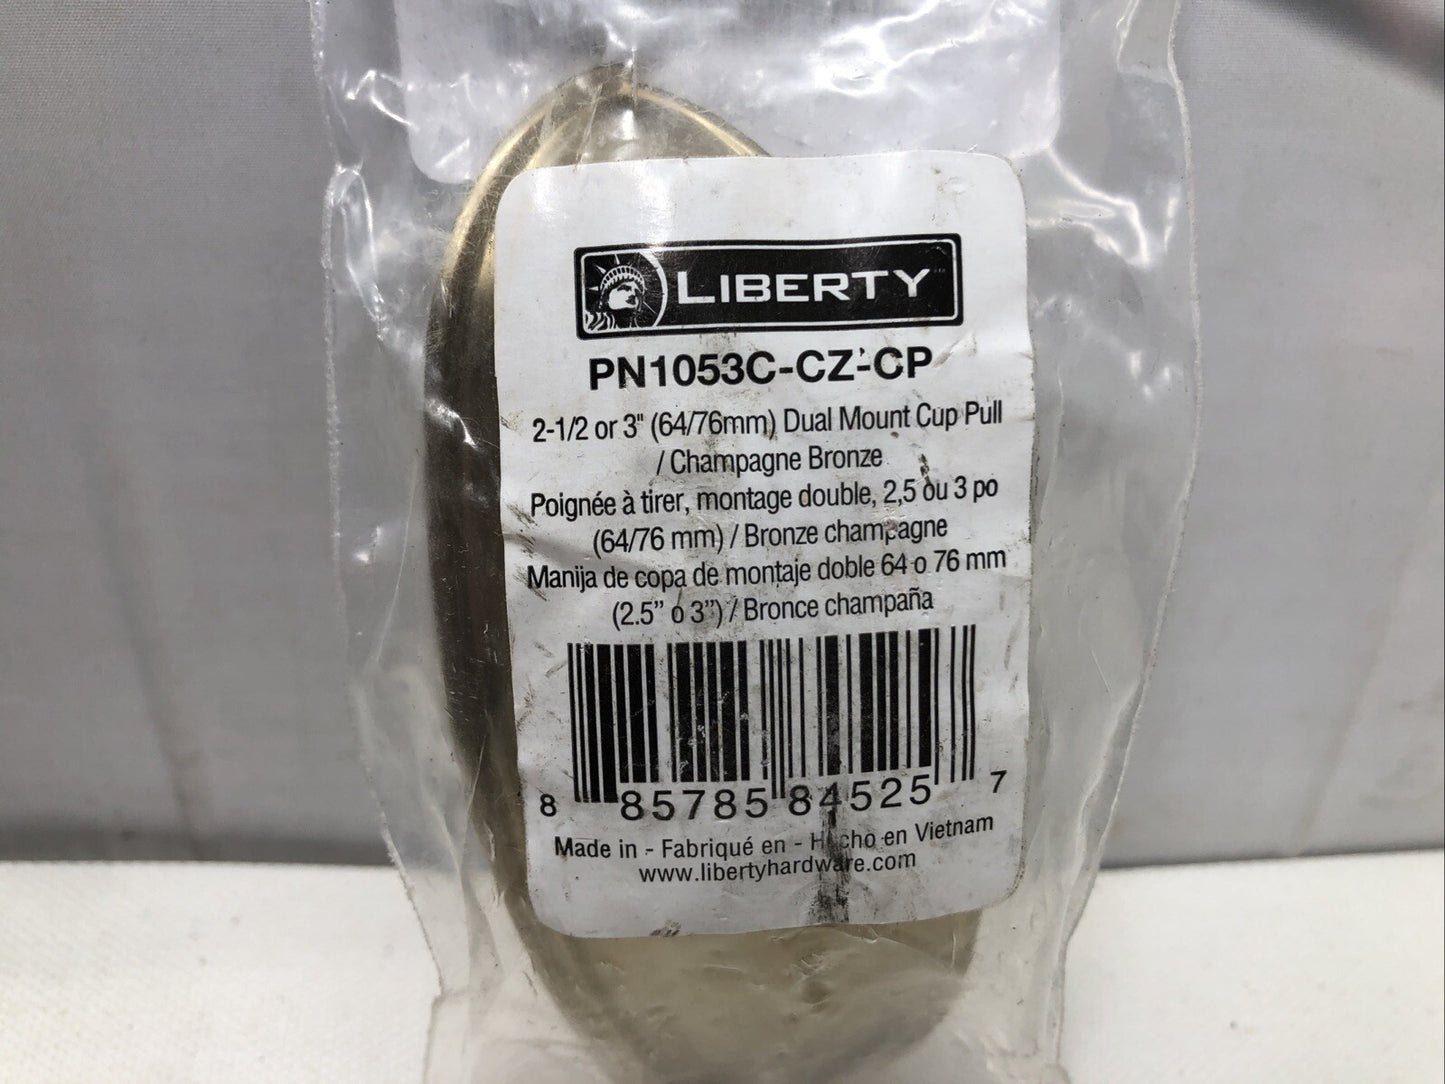 LIBERTY
PN1053C-CZ-CP
2-1/2 or 3" (64/76mm) Dual Mount Cup Pull
/ Champagne Bronze
Poignée à tirer, montage double, 2,5 ou 3 po
(64/76 mm) / Bronze champagne
Manija de copa de montaje doble 64 o 76 mm
(2.5” o 3”) / Bronce champaña
8 85785 84525 7
Made in - Fabriqué en - Hecho en Vietnam
www.libertyhardware.com